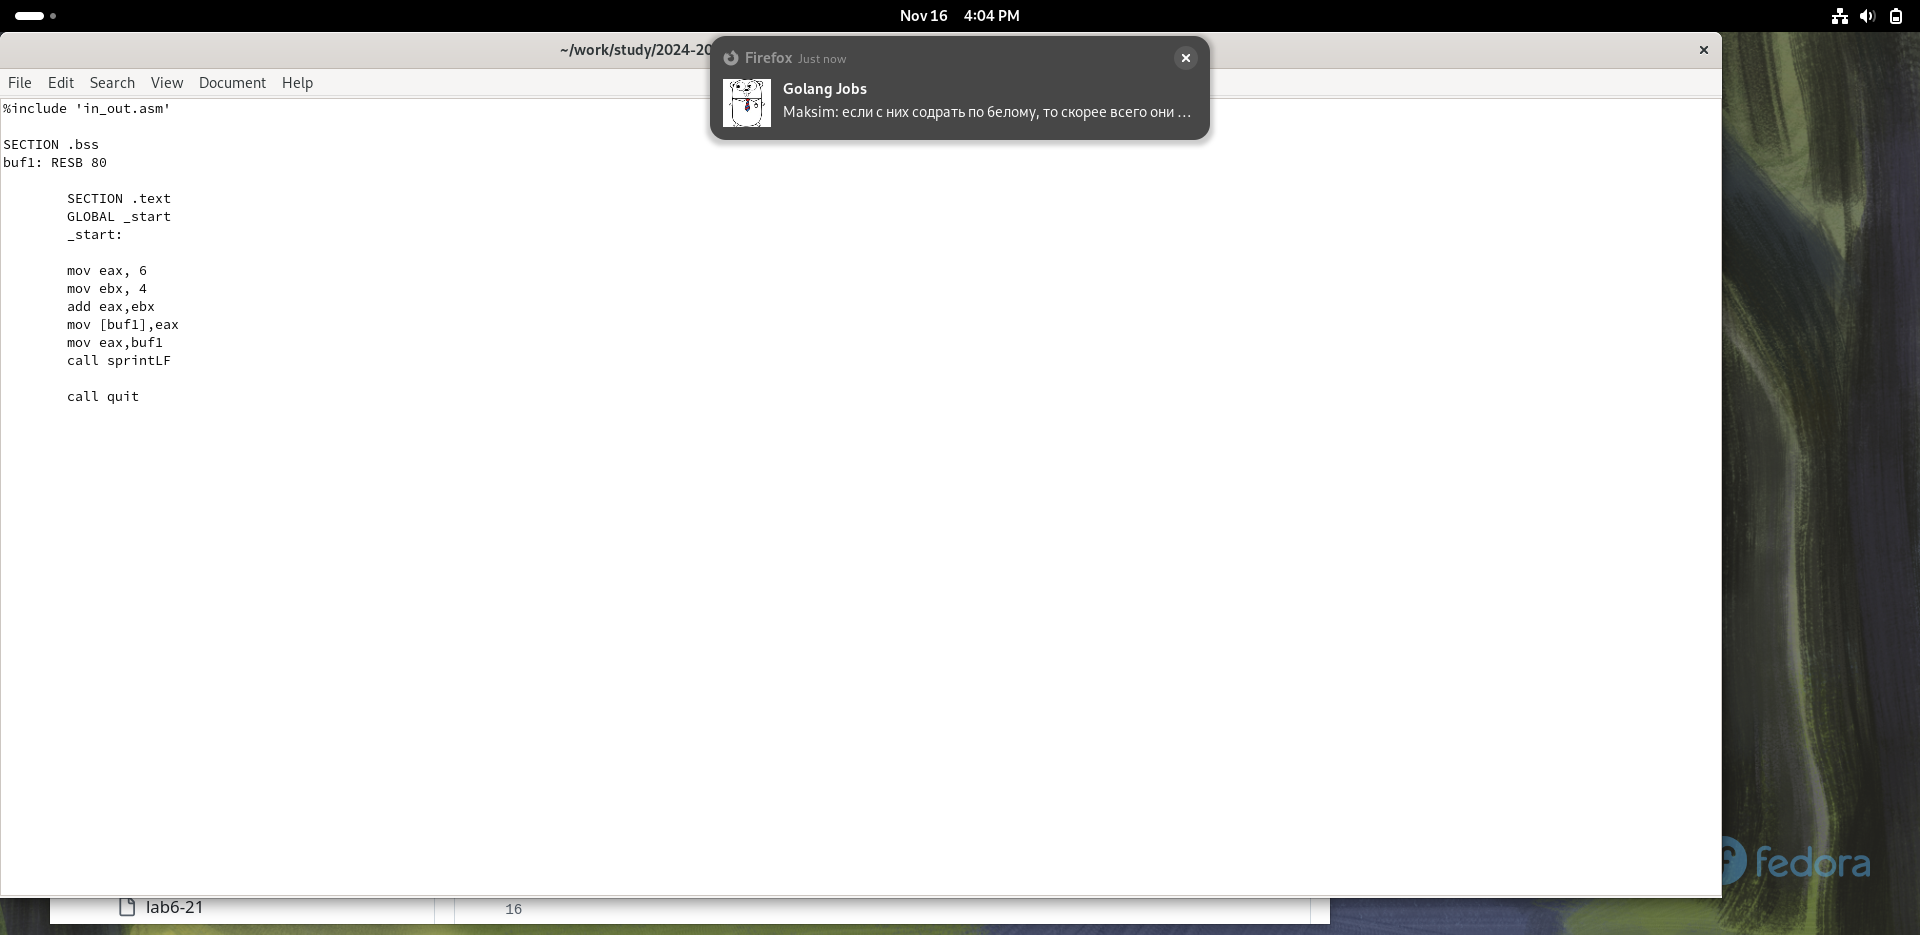 Nov 16 4:04 PM
~/work/study/2024-20
Firefox Just now
Golang Jobs
Maksim: если с них содрать по белому, то скорее всего они …
File Edit Search View Document Help
%include 'in_out.asm'
SECTION .bss
buf1: RESB 80
SECTION .text
GLOBAL _start
_start:
mov eax, 6
mov ebx, 4
add eax,ebx
mov [buf1],eax
mov eax,buf1
call sprintLF
call quit
fedora
lab6-21
16